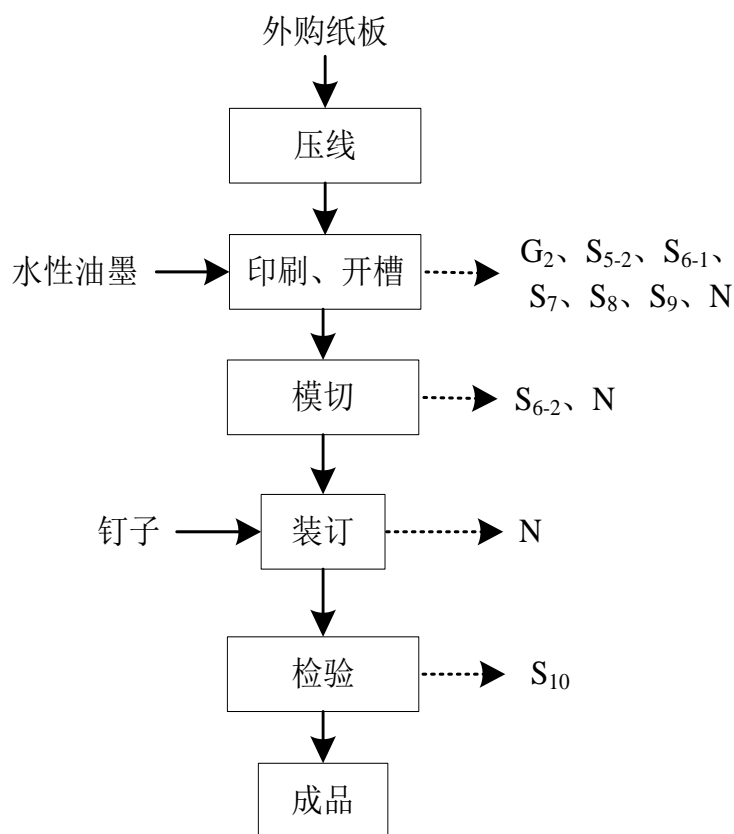 外购纸板
压线
水性油墨
印刷、开槽
G₂、S₅₋₂、S₆₋₁、
S₇、S₈、S₉、N
模切
S₆₋₂、N
钉子
装订
N
检验
S₁₀
成品